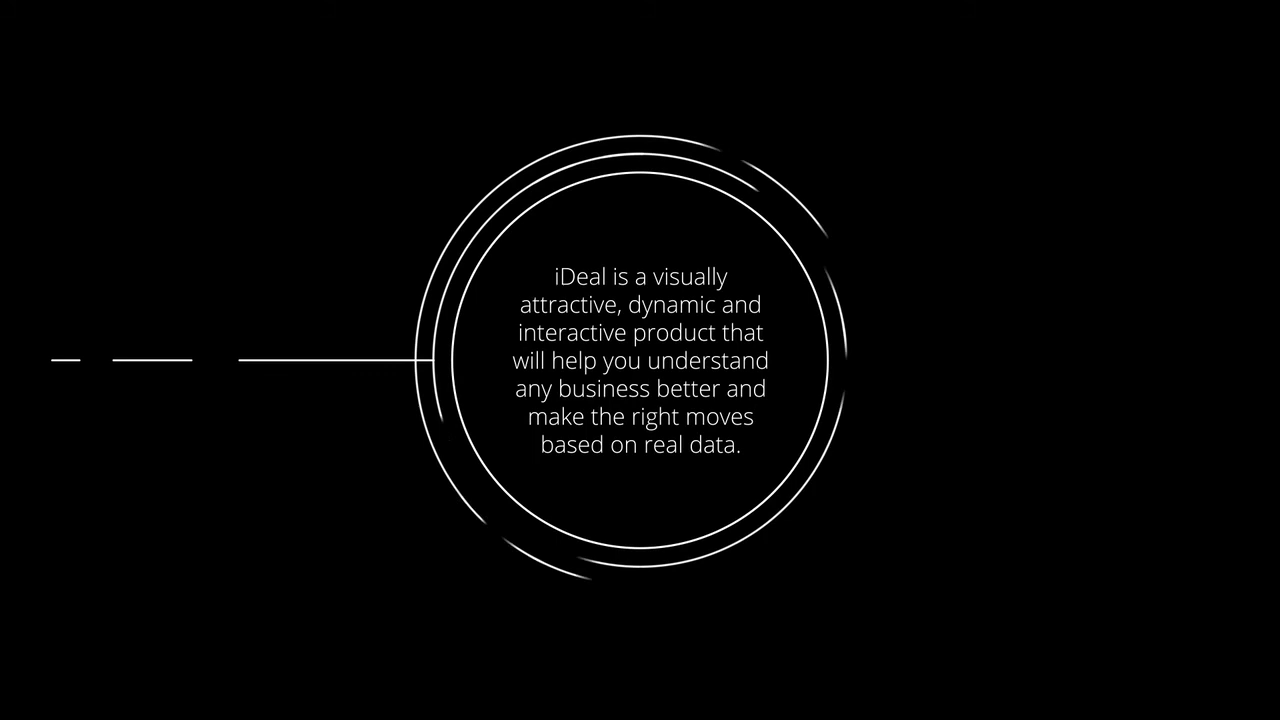 iDeal is a visually
attractive, dynamic and
interactive product that
will help you understand
any business better and
make the right moves
based on real data.